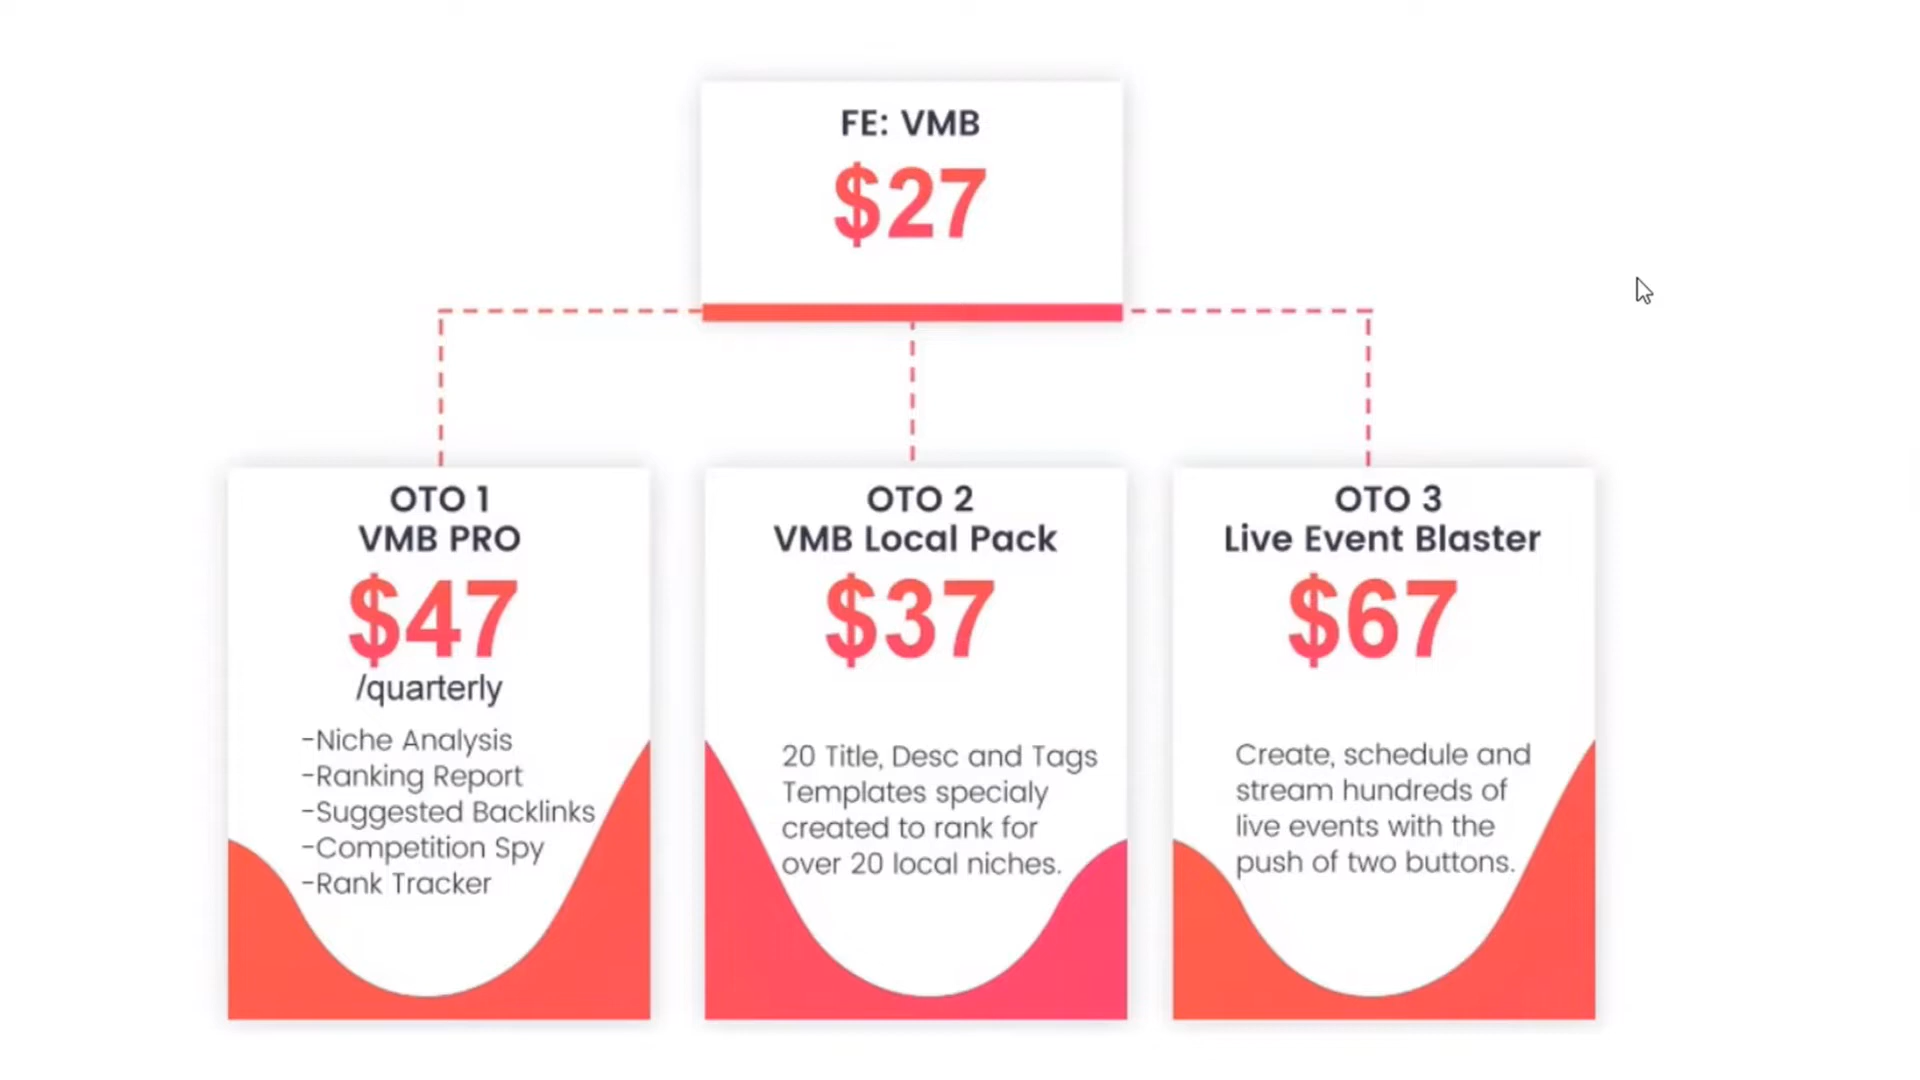 FE: VMB
$27
OTO 1
VMB PRO
$47
/quarterly
-Niche Analysis
-Ranking Report
-Suggested Backlinks
-Competition Spy
-Rank Tracker
OTO 2
VMB Local Pack
$37
20 Title, Desc and Tags
Templates specialy
created to rank for
over 20 local niches.
OTO 3
Live Event Blaster
$67
Create, schedule and
stream hundreds of
live events with the
push of two buttons.